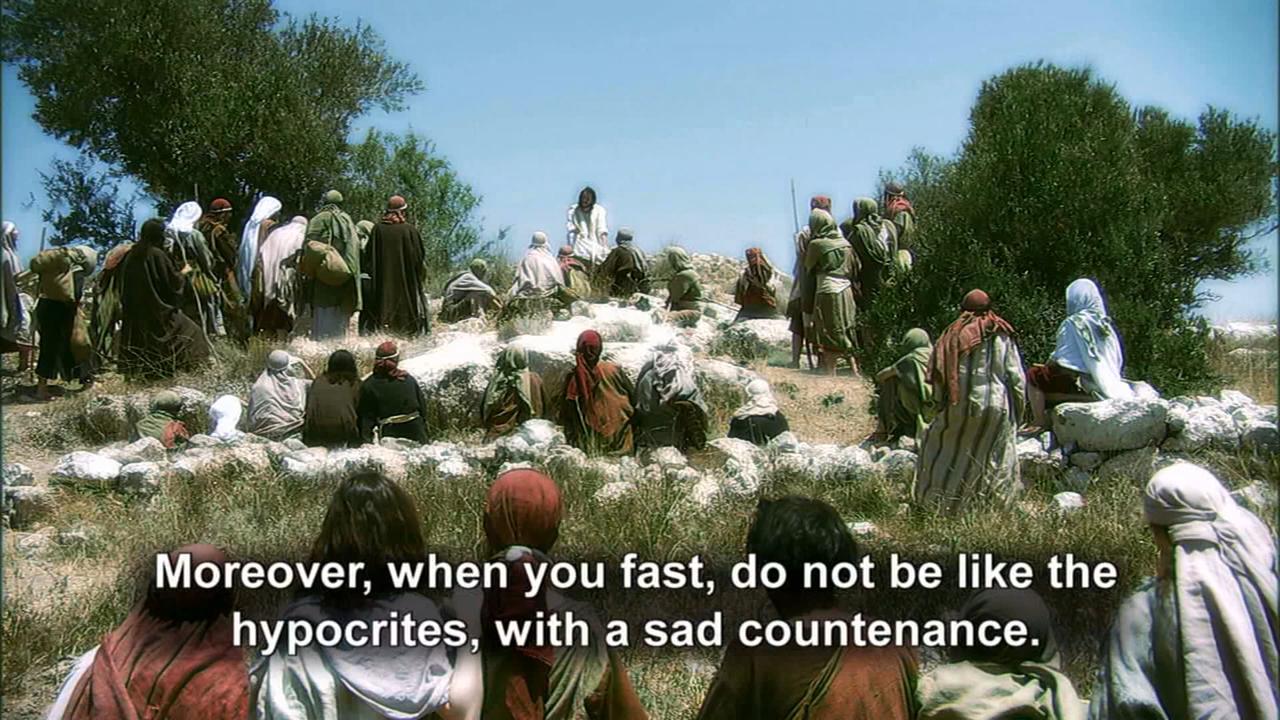 Moreover, when you fast, do not be like the
hypocrites, with a sad countenance.